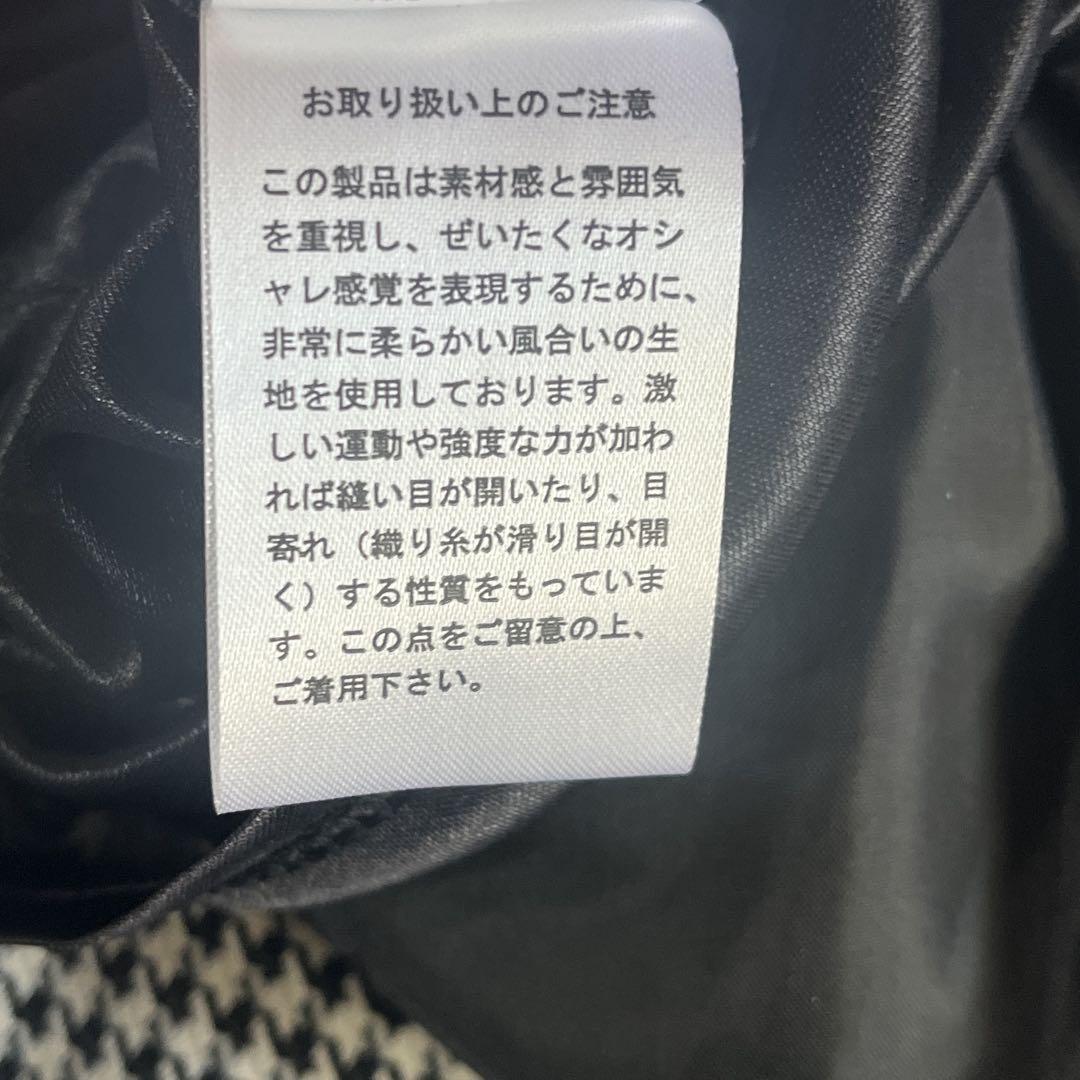 お取り扱い上のご注意
この製品は素材感と雰囲気
を重視し、ぜいたくなオシ
ャレ感覚を表現するために、
非常に柔らかい風合いの生
地を使用しております。激
しい運動や強度な力が加わ
れば縫い目が開いたり、目
寄れ（織り糸が滑り目が開
く）する性質をもっていま
す。この点をご留意の上、
ご着用下さい。